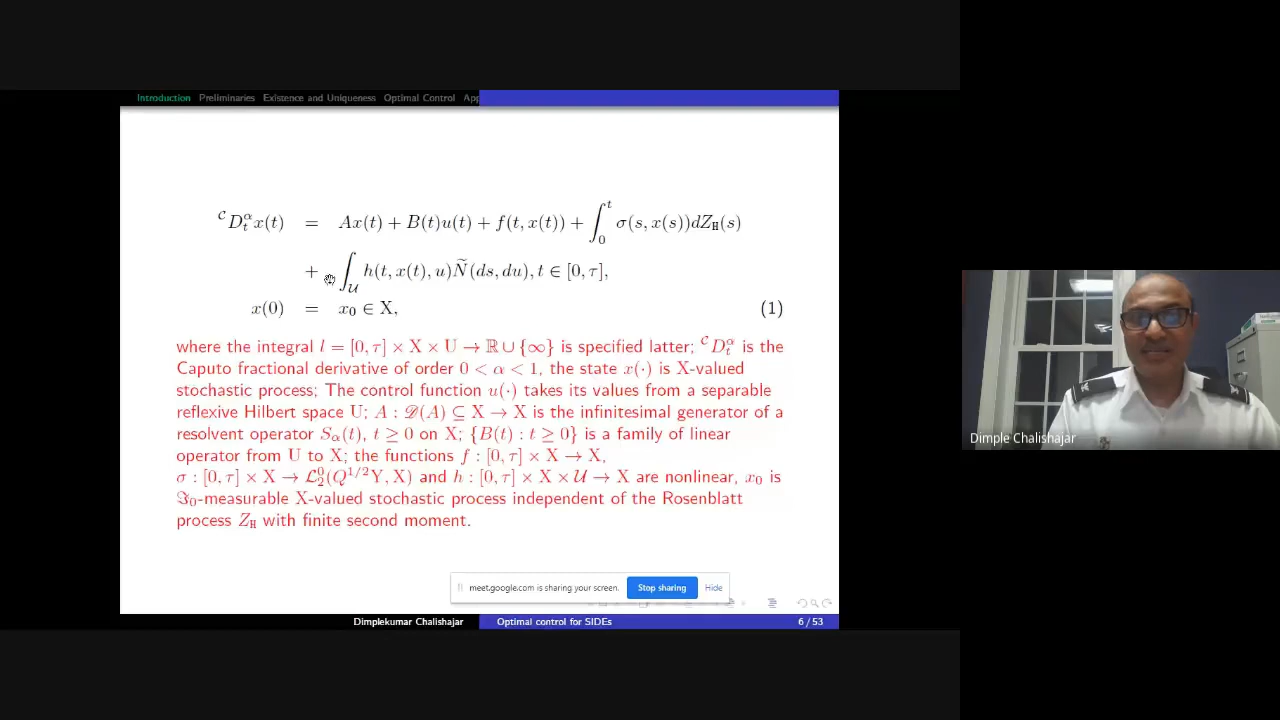 Introduction Preliminaries Existence and Uniqueness Optimal Control App
^C D_t^α x(t) = Ax(t) + B(t)u(t) + f(t, x(t)) + ∫_0^t σ(s, x(s))dZ_H(s)
+ ∫_𝒰 h(t, x(t), u)Ñ(ds, du), t ∈ [0, τ],
x(0) = x_0 ∈ X, (1)
where the integral l = [0, τ] × X × U → ℝ ∪ {∞} is specified latter; ^C D_t^α is the
Caputo fractional derivative of order 0 < α < 1, the state x(·) is X-valued
stochastic process; The control function u(·) takes its values from a separable
reflexive Hilbert space U; A : 𝒟(A) ⊆ X → X is the infinitesimal generator of a
resolvent operator S_α(t), t ≥ 0 on X; {B(t) : t ≥ 0} is a family of linear
operator from U to X; the functions f : [0, τ] × X → X,
σ : [0, τ] × X → ℒ_2^0(Q^{1/2}Y, X) and h : [0, τ] × X × 𝒰 → X are nonlinear, x_0 is
ℑ_0-measurable X-valued stochastic process independent of the Rosenblatt
process Z_H with finite second moment.
meet.google.com is sharing your screen. Stop sharing Hide
Dimplekumar Chalishajar Optimal control for SIDEs 6 / 53
Dimple Chalishajar